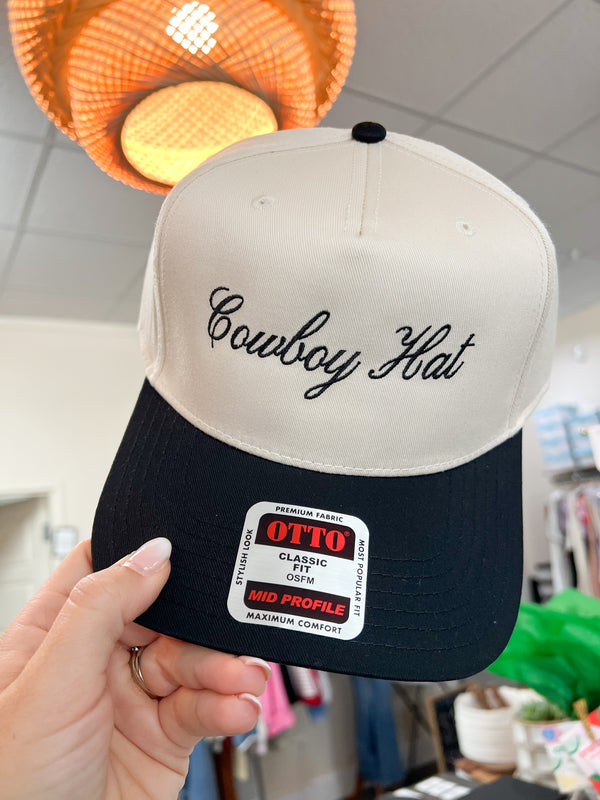 Cowboy Hat
PREMIUM FABRIC
OTTO®
STYLISH LOOK
MOST POPULAR FIT
CLASSIC
FIT
OSFM
MID PROFILE
MAXIMUM COMFORT